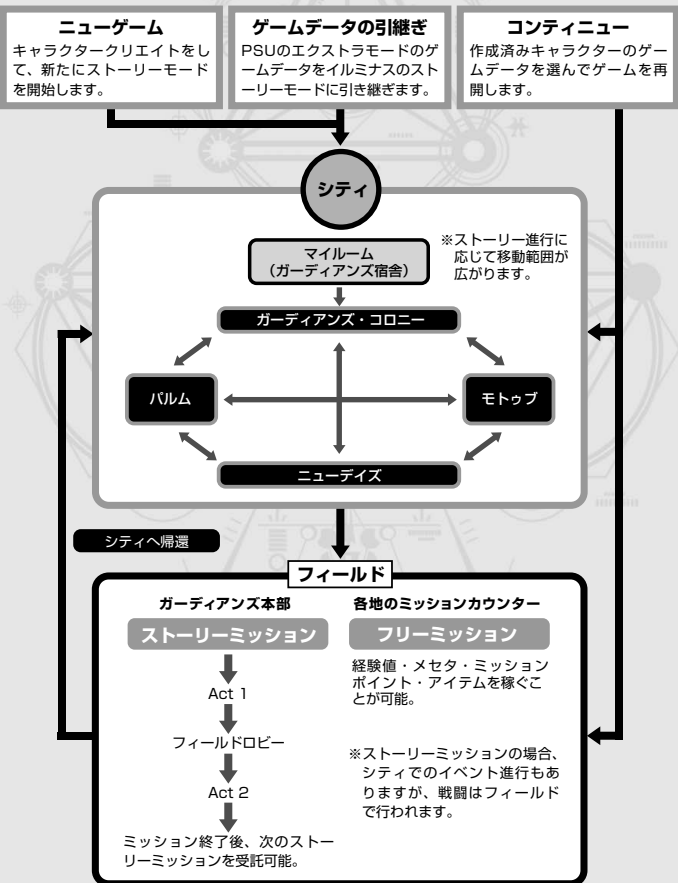 ニューゲーム
キャラクタークリエイトをし
て、新たにストーリーモード
を開始します。
ゲームデータの引継ぎ
PSUのエクストラモードのゲ
ームデータをイルミナスのスト
ーリーモードに引き継ぎます。
コンティニュー
作成済みキャラクターのゲー
ムデータを選んでゲームを再
開します。
シティ
マイルーム
（ガーディアンズ宿舎）
※ストーリー進行に
応じて移動範囲が
広がります。
ガーディアンズ・コロニー
パルム
モトゥブ
ニューデイズ
シティへ帰還
フィールド
ガーディアンズ本部
ストーリーミッション
Act 1
フィールドロビー
Act 2
ミッション終了後、次のストー
リーミッションを受託可能。
各地のミッションカウンター
フリーミッション
経験値・メセタ・ミッション
ポイント・アイテムを稼ぐこ
とが可能。
※ストーリーミッションの場合、
シティでのイベント進行もあ
りますが、戦闘はフィールド
で行われます。